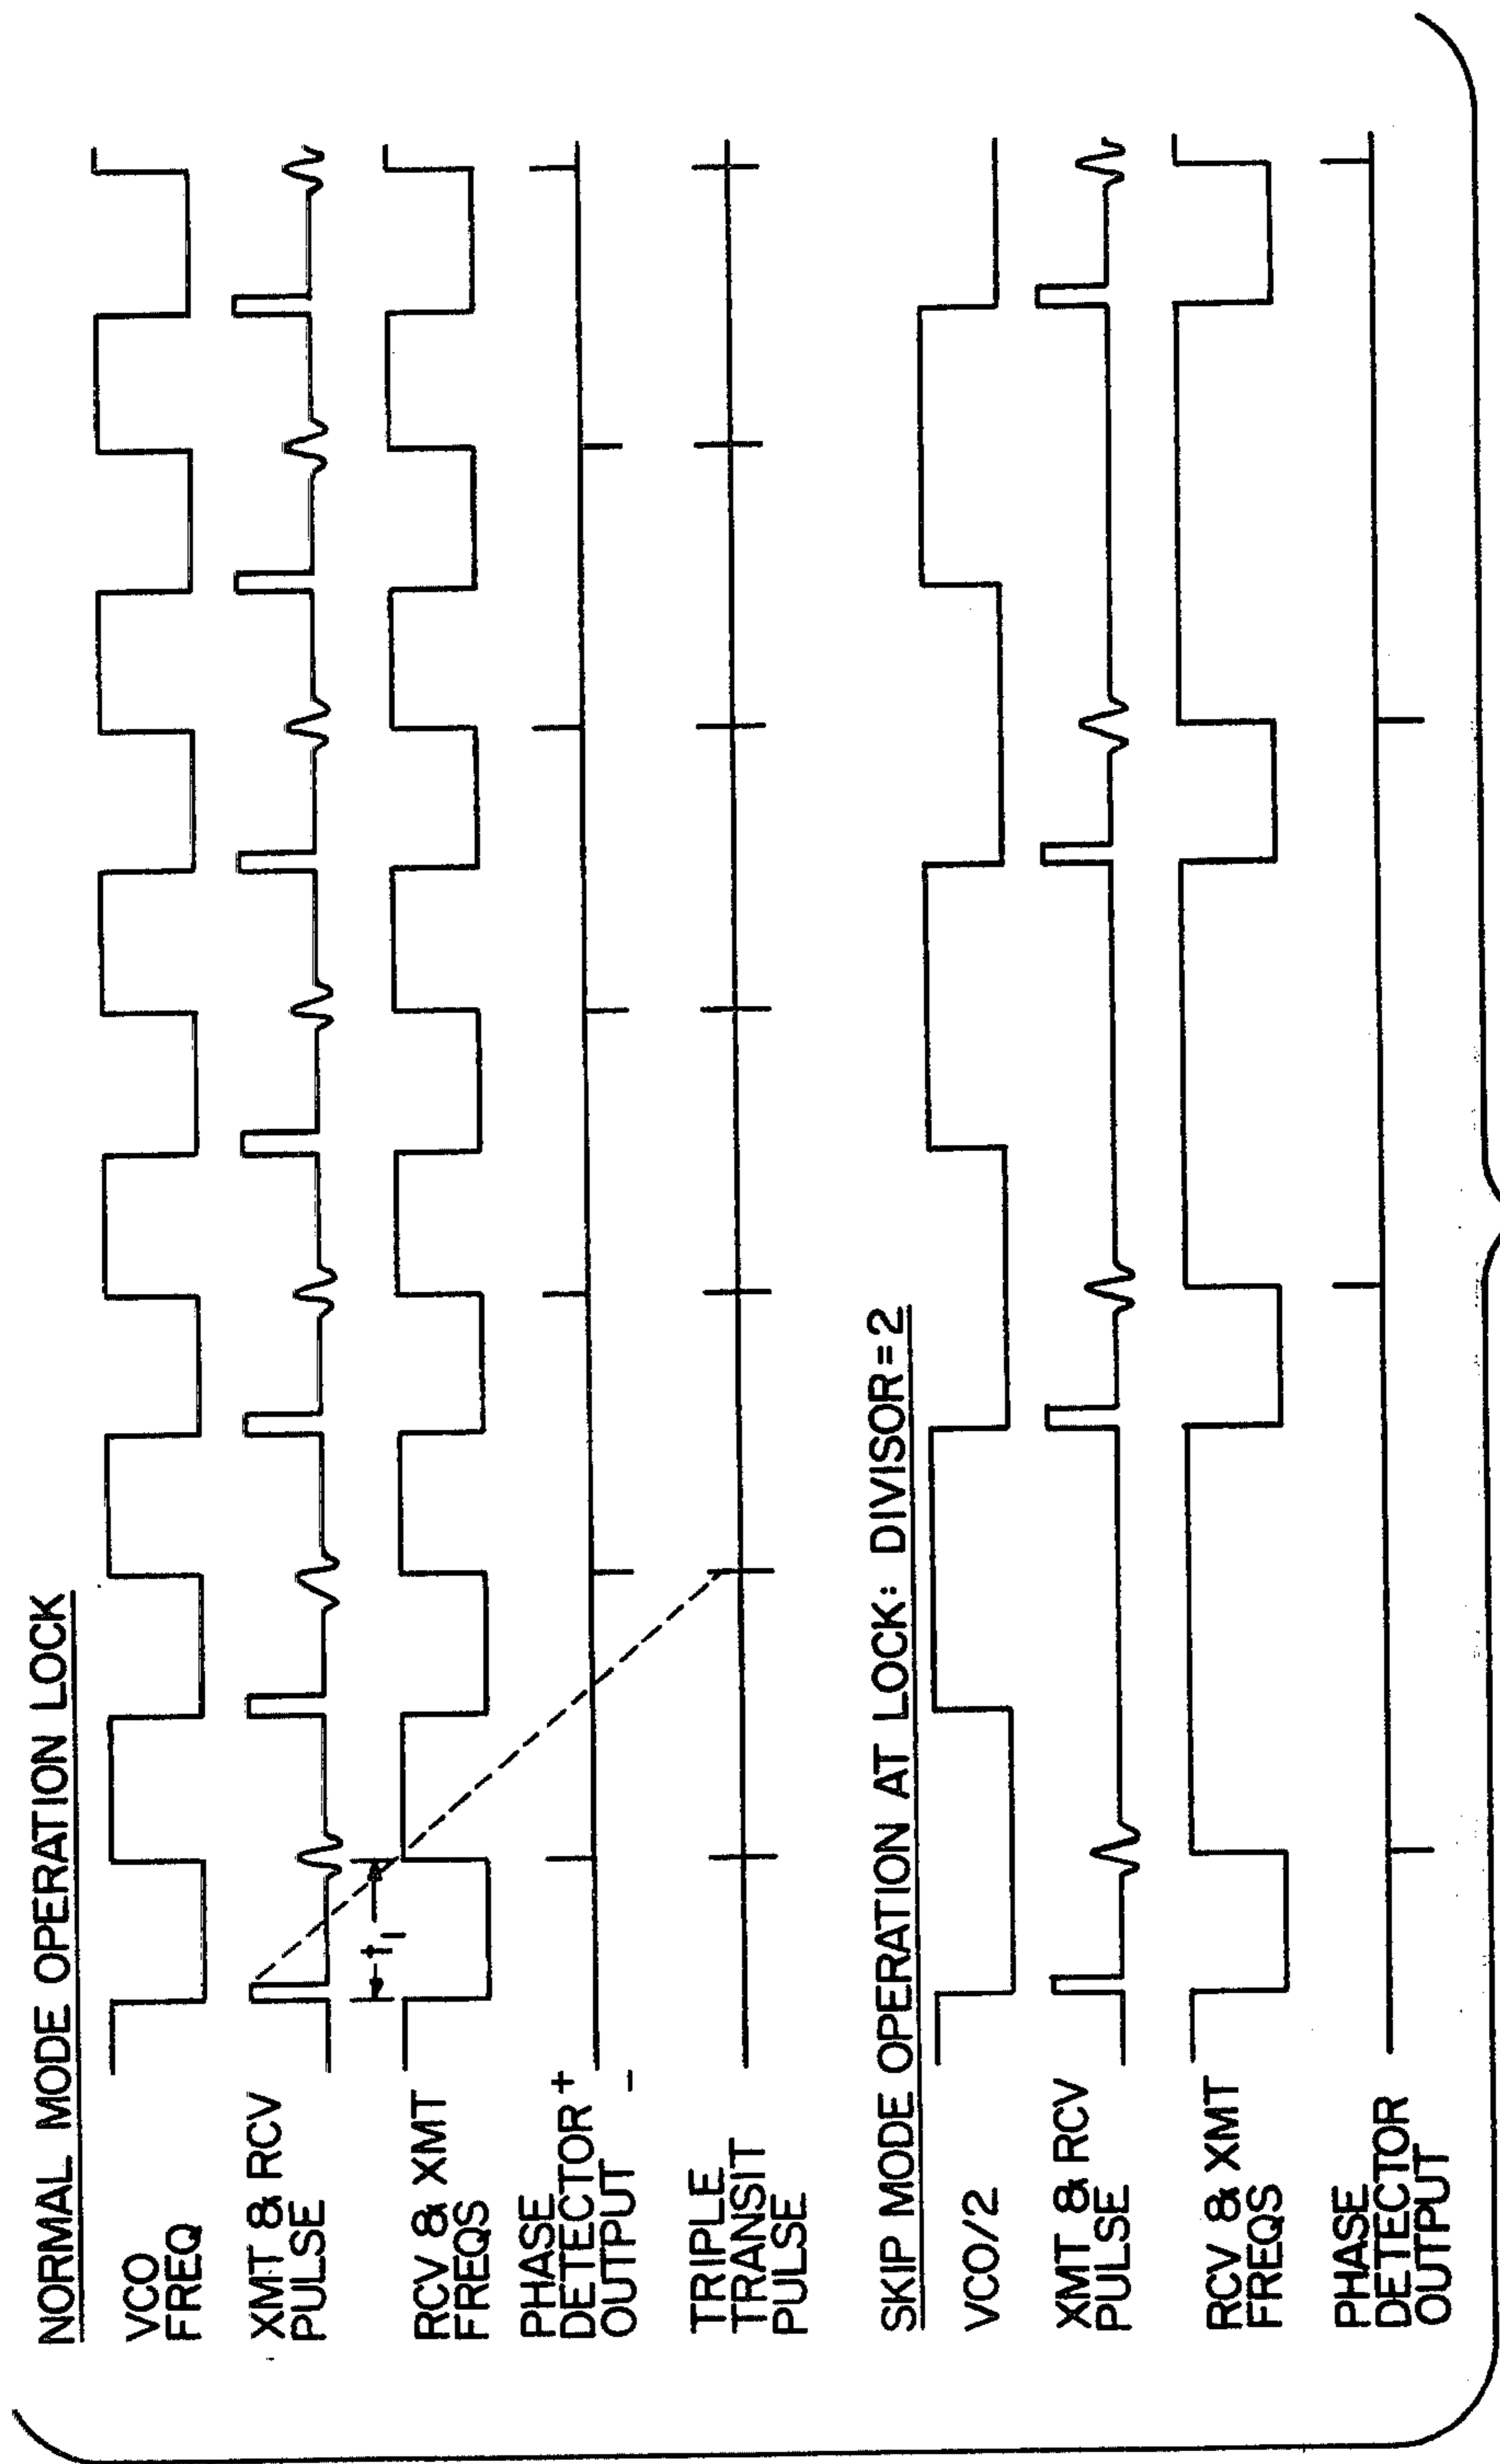 NORMAL MODE OPERATION LOCK
VCO
FREQ
XMT & RCV
PULSE
t1
RCV & XMT
FREQS
PHASE
DETECTOR +
OUTPUT -
TRIPLE
TRANSIT
PULSE
SKIP MODE OPERATION AT LOCK: DIVISOR=2
VCO/2
XMT & RCV
PULSE
RCV & XMT
FREQS
PHASE
DETECTOR
OUTPUT